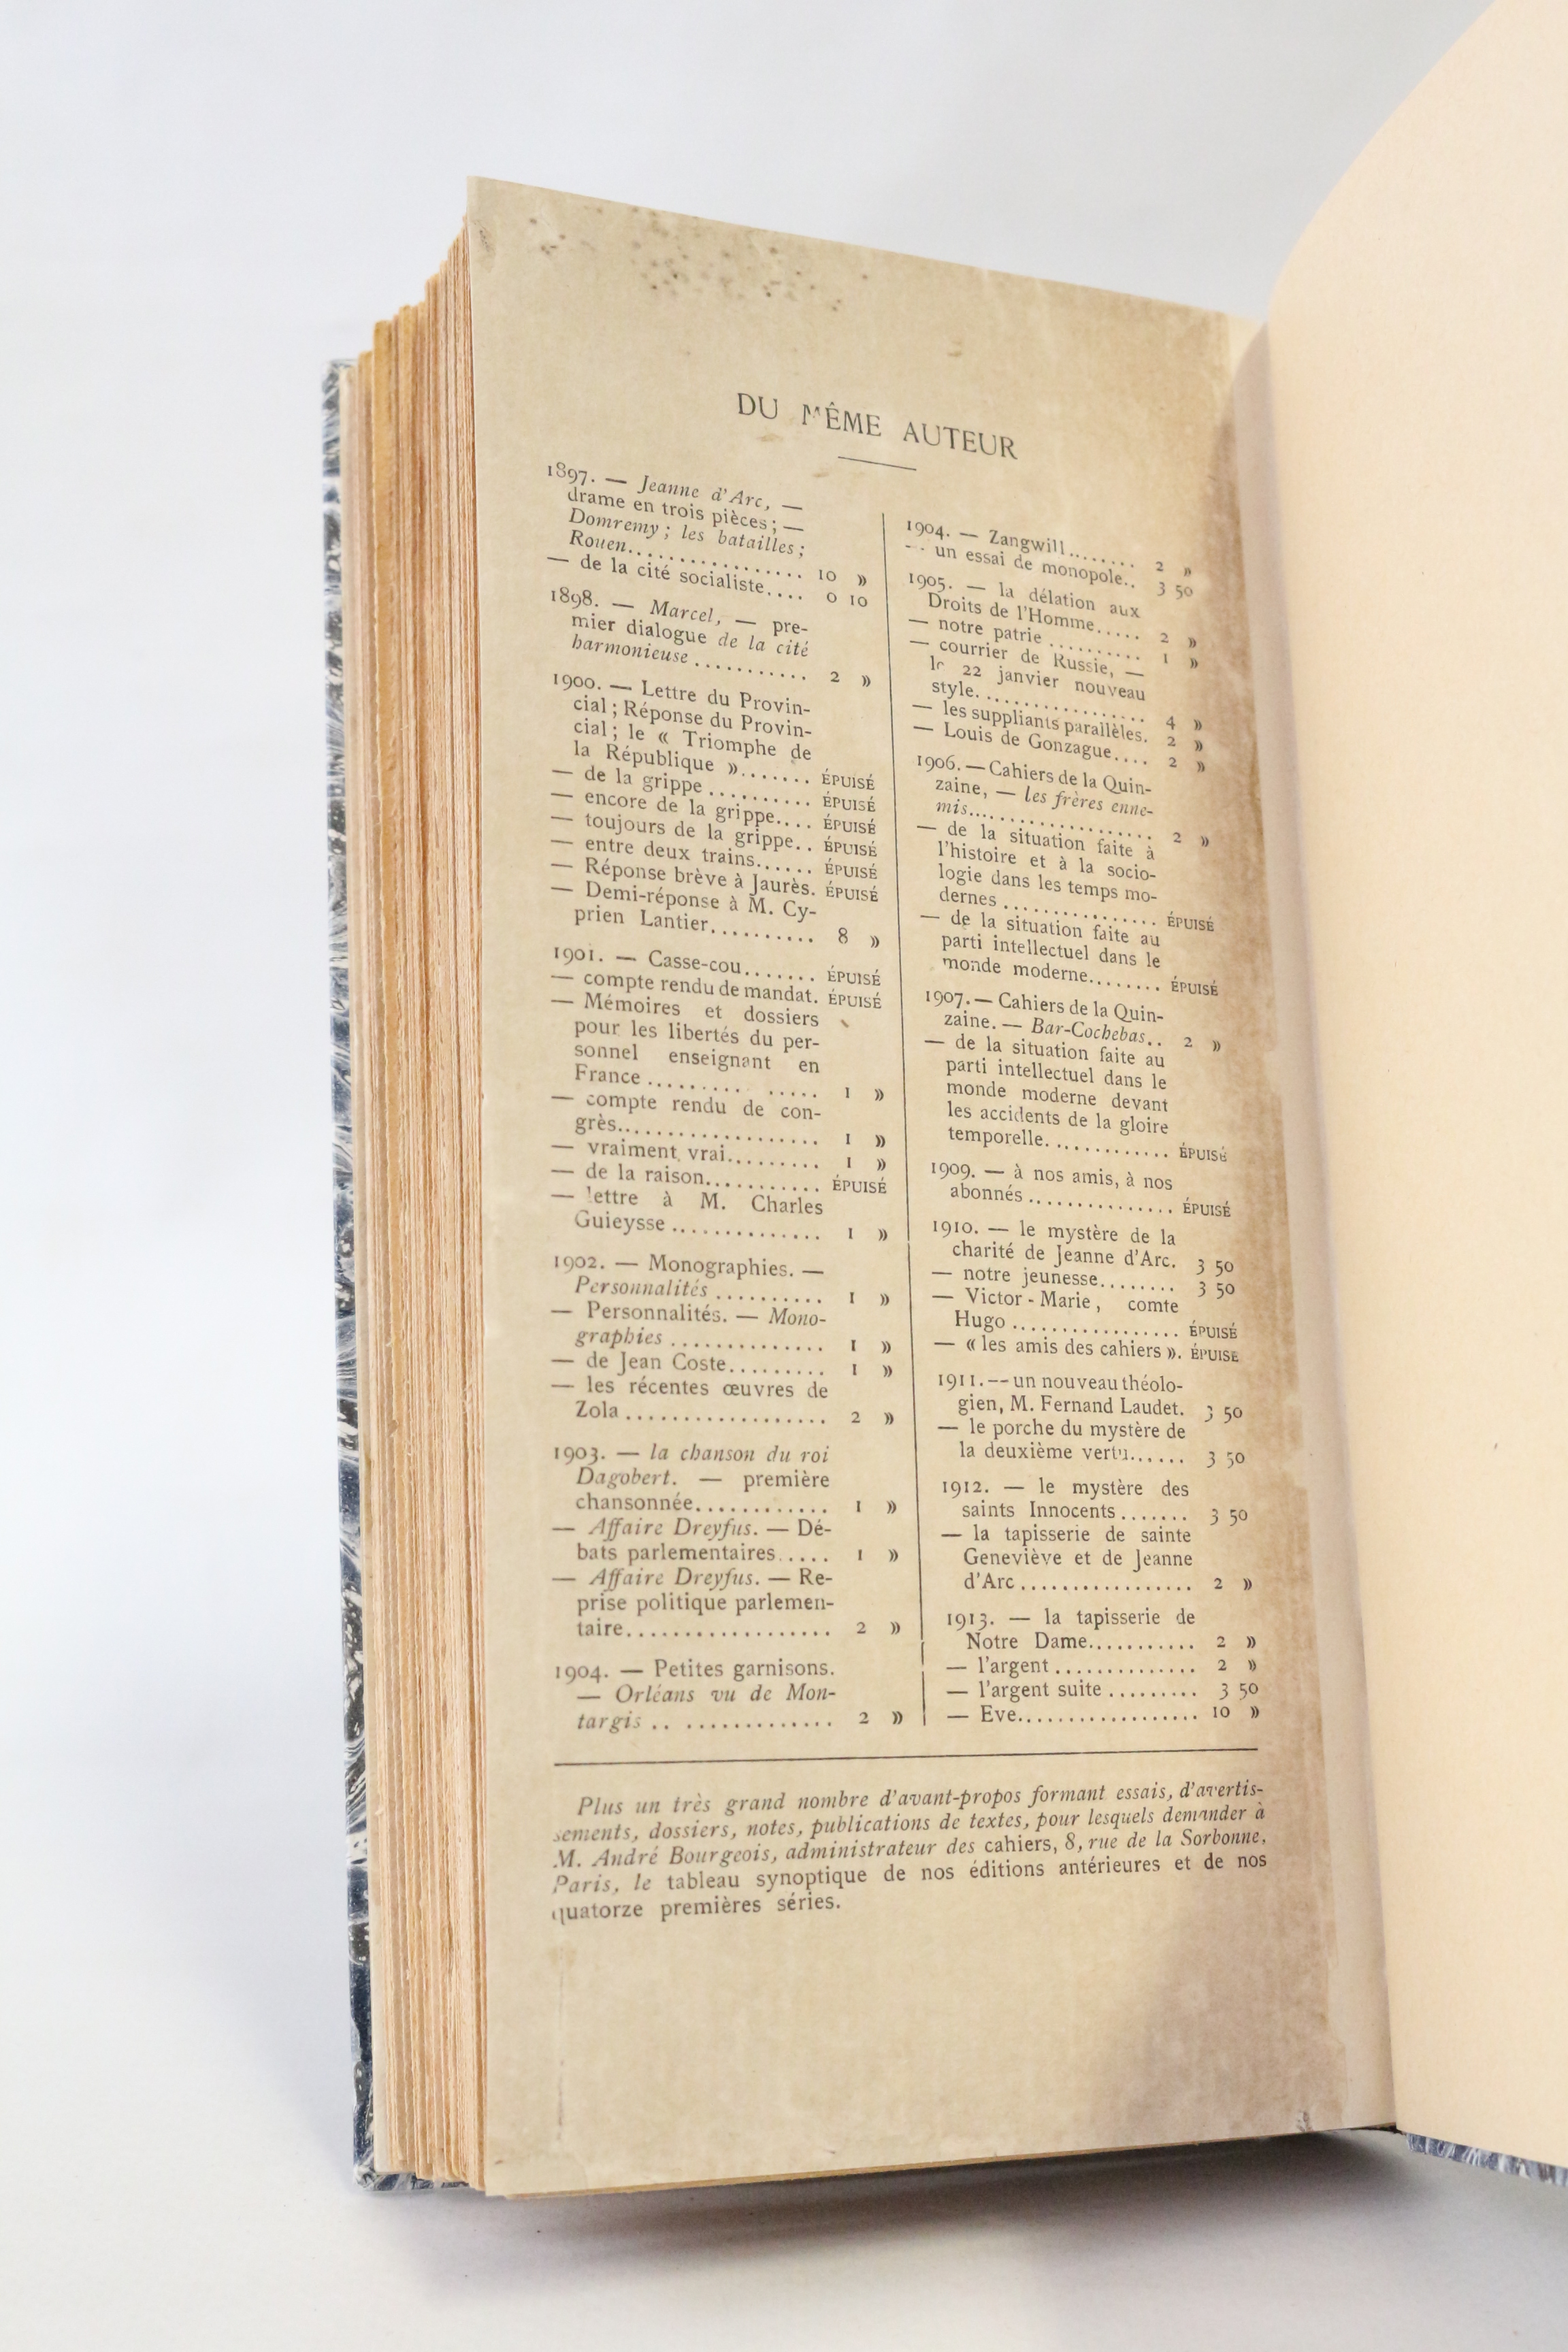 DU MÊME AUTEUR
1897. — Jeanne d'Arc, —
drame en trois pièces ; —
Domremy ; les batailles ;
Rouen.................. 10 »
— de la cité socialiste.... 0 10
1898. — Marcel, — pre-
mier dialogue de la cité
harmonieuse ............ 2 »
1900. — Lettre du Provin-
cial ; Réponse du Provin-
cial ; le « Triomphe de
la République »....... ÉPUISÉ
— de la grippe ........... ÉPUISÉ
— encore de la grippe.... ÉPUISÉ
— toujours de la grippe.. ÉPUISÉ
— entre deux trains...... ÉPUISÉ
— Réponse brève à Jaurès. ÉPUISÉ
— Demi-réponse à M. Cy-
prien Lantier.......... 8 »
1901. — Casse-cou....... ÉPUISÉ
— compte rendu de mandat. ÉPUISÉ
— Mémoires et dossiers
pour les libertés du per-
sonnel enseignant en
France ......... ..... 1 »
— compte rendu de con-
grès................... 1 »
— vraiment vrai......... 1 »
— de la raison........... ÉPUISÉ
— lettre à M. Charles
Guieysse .............. 1 »
1902. — Monographies. —
Personnalités .......... 1 »
— Personnalités. — Mono-
graphies .............. 1 »
— de Jean Coste......... 1 »
— les récentes œuvres de
Zola .................. 2 »
1903. — la chanson du roi
Dagobert. — première
chansonnée............ 1 »
— Affaire Dreyfus. — Dé-
bats parlementaires..... 1 »
— Affaire Dreyfus. — Re-
prise politique parlemen-
taire.................. 2 »
1904. — Petites garnisons.
— Orléans vu de Mon-
targis .. ............. 2 »
1904. — Zangwill........ 2 »
— un essai de monopole.. 3 50
1905. — la délation aux
Droits de l'Homme..... 2 »
— notre patrie .......... 1 »
— courrier de Russie, —
le 22 janvier nouveau
style.................. 4 »
— les suppliants parallèles. 2 »
— Louis de Gonzague.... 2 »
1906. — Cahiers de la Quin-
zaine, — les frères enne-
mis.................... 2 »
— de la situation faite à
l'histoire et à la socio-
logie dans les temps mo-
dernes ................ ÉPUISÉ
— de la situation faite au
parti intellectuel dans le
monde moderne........ ÉPUISÉ
1907. — Cahiers de la Quin-
zaine. — Bar-Cochebas.. 2 »
— de la situation faite au
parti intellectuel dans le
monde moderne devant
les accidents de la gloire
temporelle............. ÉPUISÉ
1909. — à nos amis, à nos
abonnés ............... ÉPUISÉ
1910. — le mystère de la
charité de Jeanne d'Arc. 3 50
— notre jeunesse........ 3 50
— Victor-Marie, comte
Hugo ................. ÉPUISÉ
— « les amis des cahiers ». ÉPUISÉ
1911. — un nouveau théolo-
gien, M. Fernand Laudet. 3 50
— le porche du mystère de
la deuxième vertu...... 3 50
1912. — le mystère des
saints Innocents ....... 3 50
— la tapisserie de sainte
Geneviève et de Jeanne
d'Arc ................. 2 »
1913. — la tapisserie de
Notre Dame........... 2 »
— l'argent .............. 2 »
— l'argent suite ......... 3 50
— Eve.................. 10 »
Plus un très grand nombre d'avant-propos formant essais, d'avertis-
sements, dossiers, notes, publications de textes, pour lesquels demander à
M. André Bourgeois, administrateur des cahiers, 8, rue de la Sorbonne,
Paris, le tableau synoptique de nos éditions antérieures et de nos
quatorze premières séries.